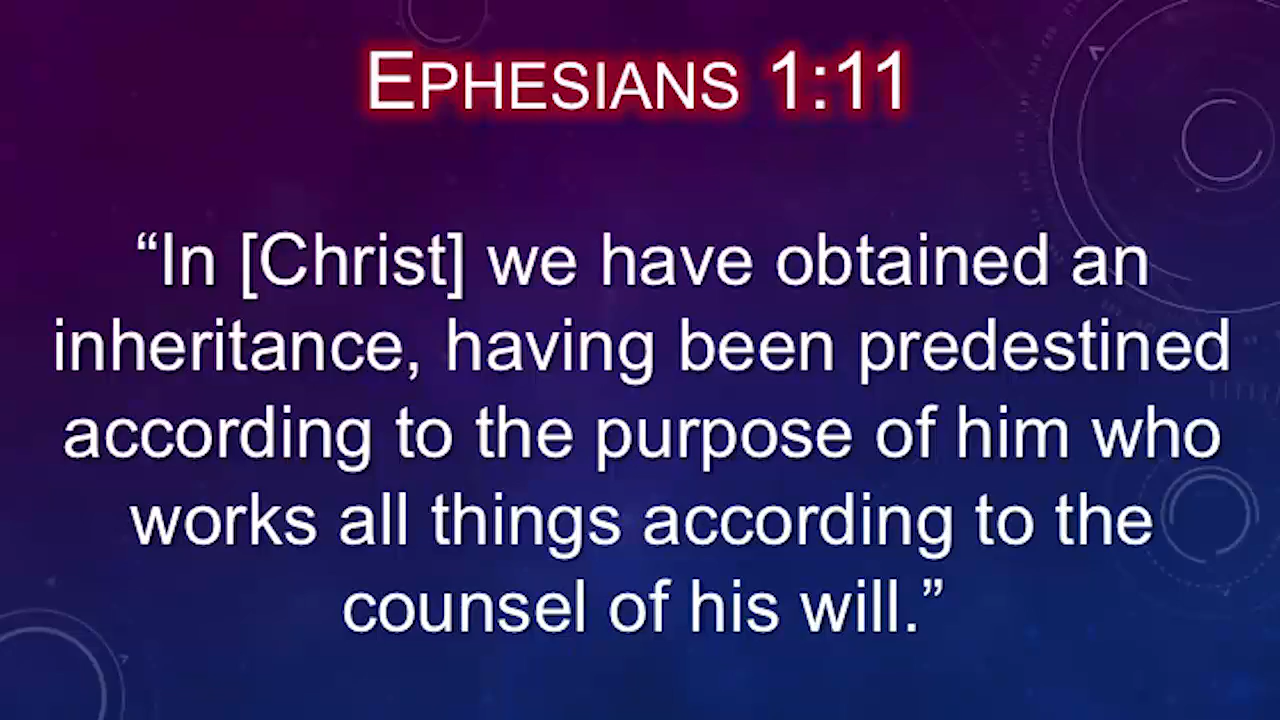 EPHESIANS 1:11
“In [Christ] we have obtained an
inheritance, having been predestined
according to the purpose of him who
works all things according to the
counsel of his will.”